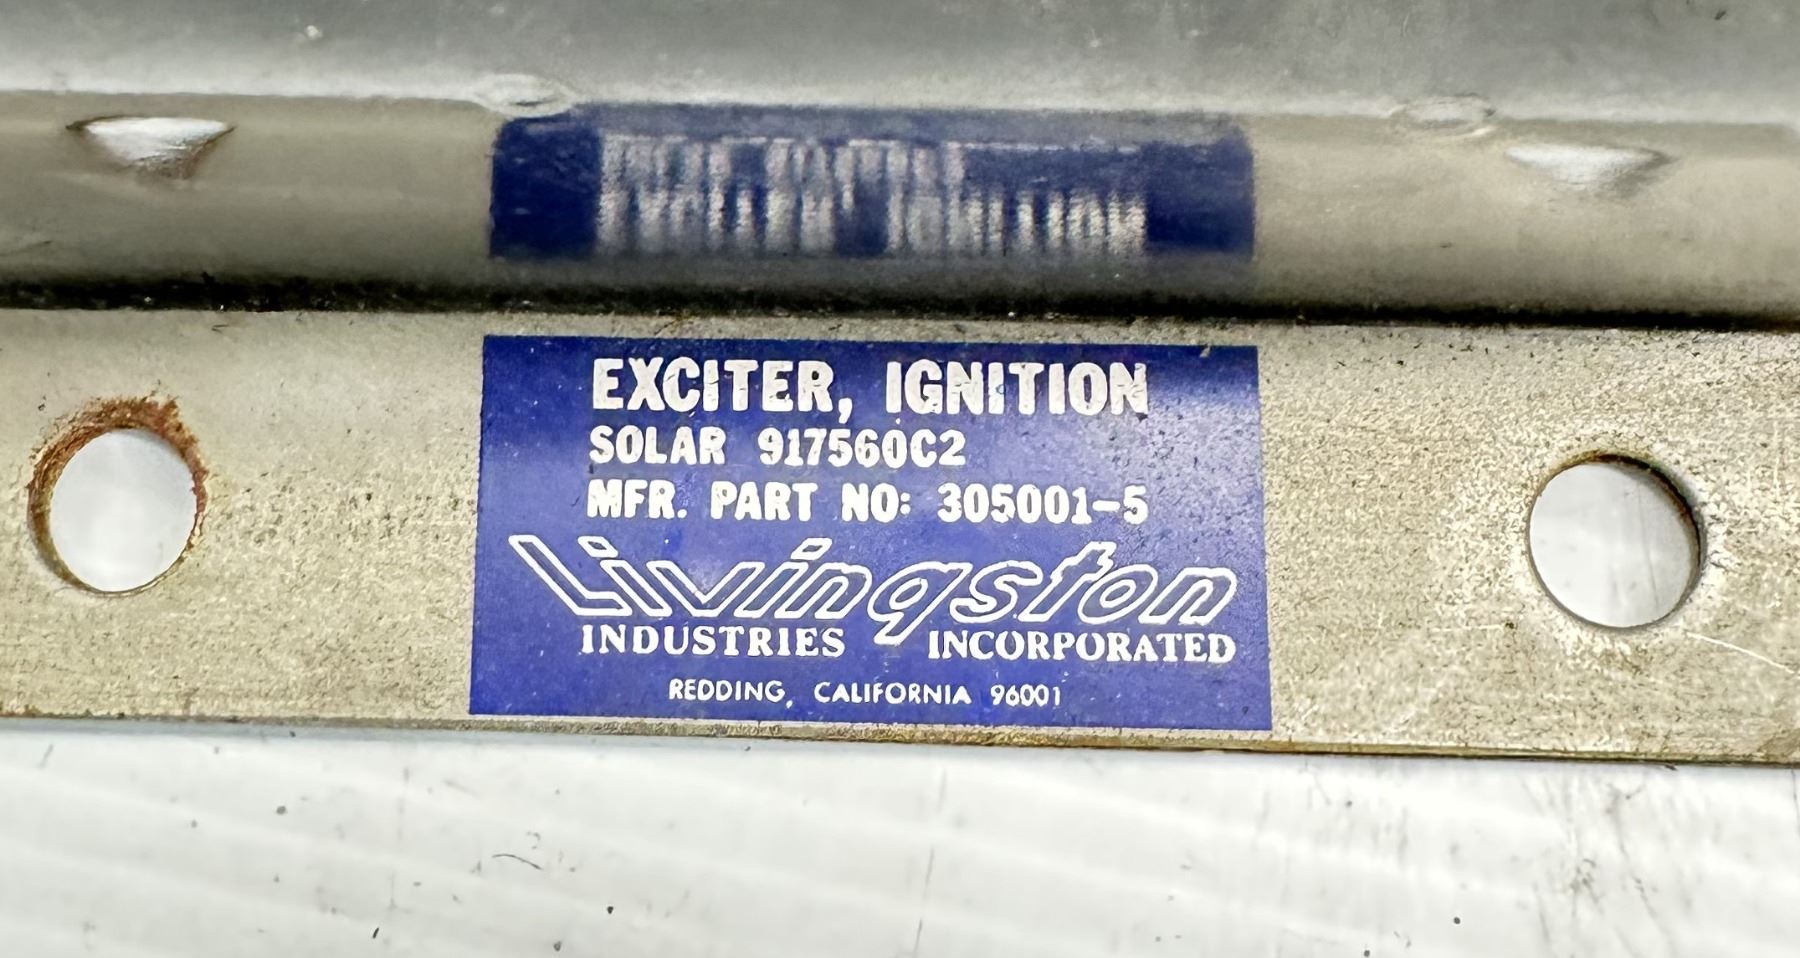 EXCITER, IGNITION
SOLAR 917560C2
MFR. PART NO: 305001-5
Livingston
INDUSTRIES INCORPORATED
REDDING, CALIFORNIA 96001